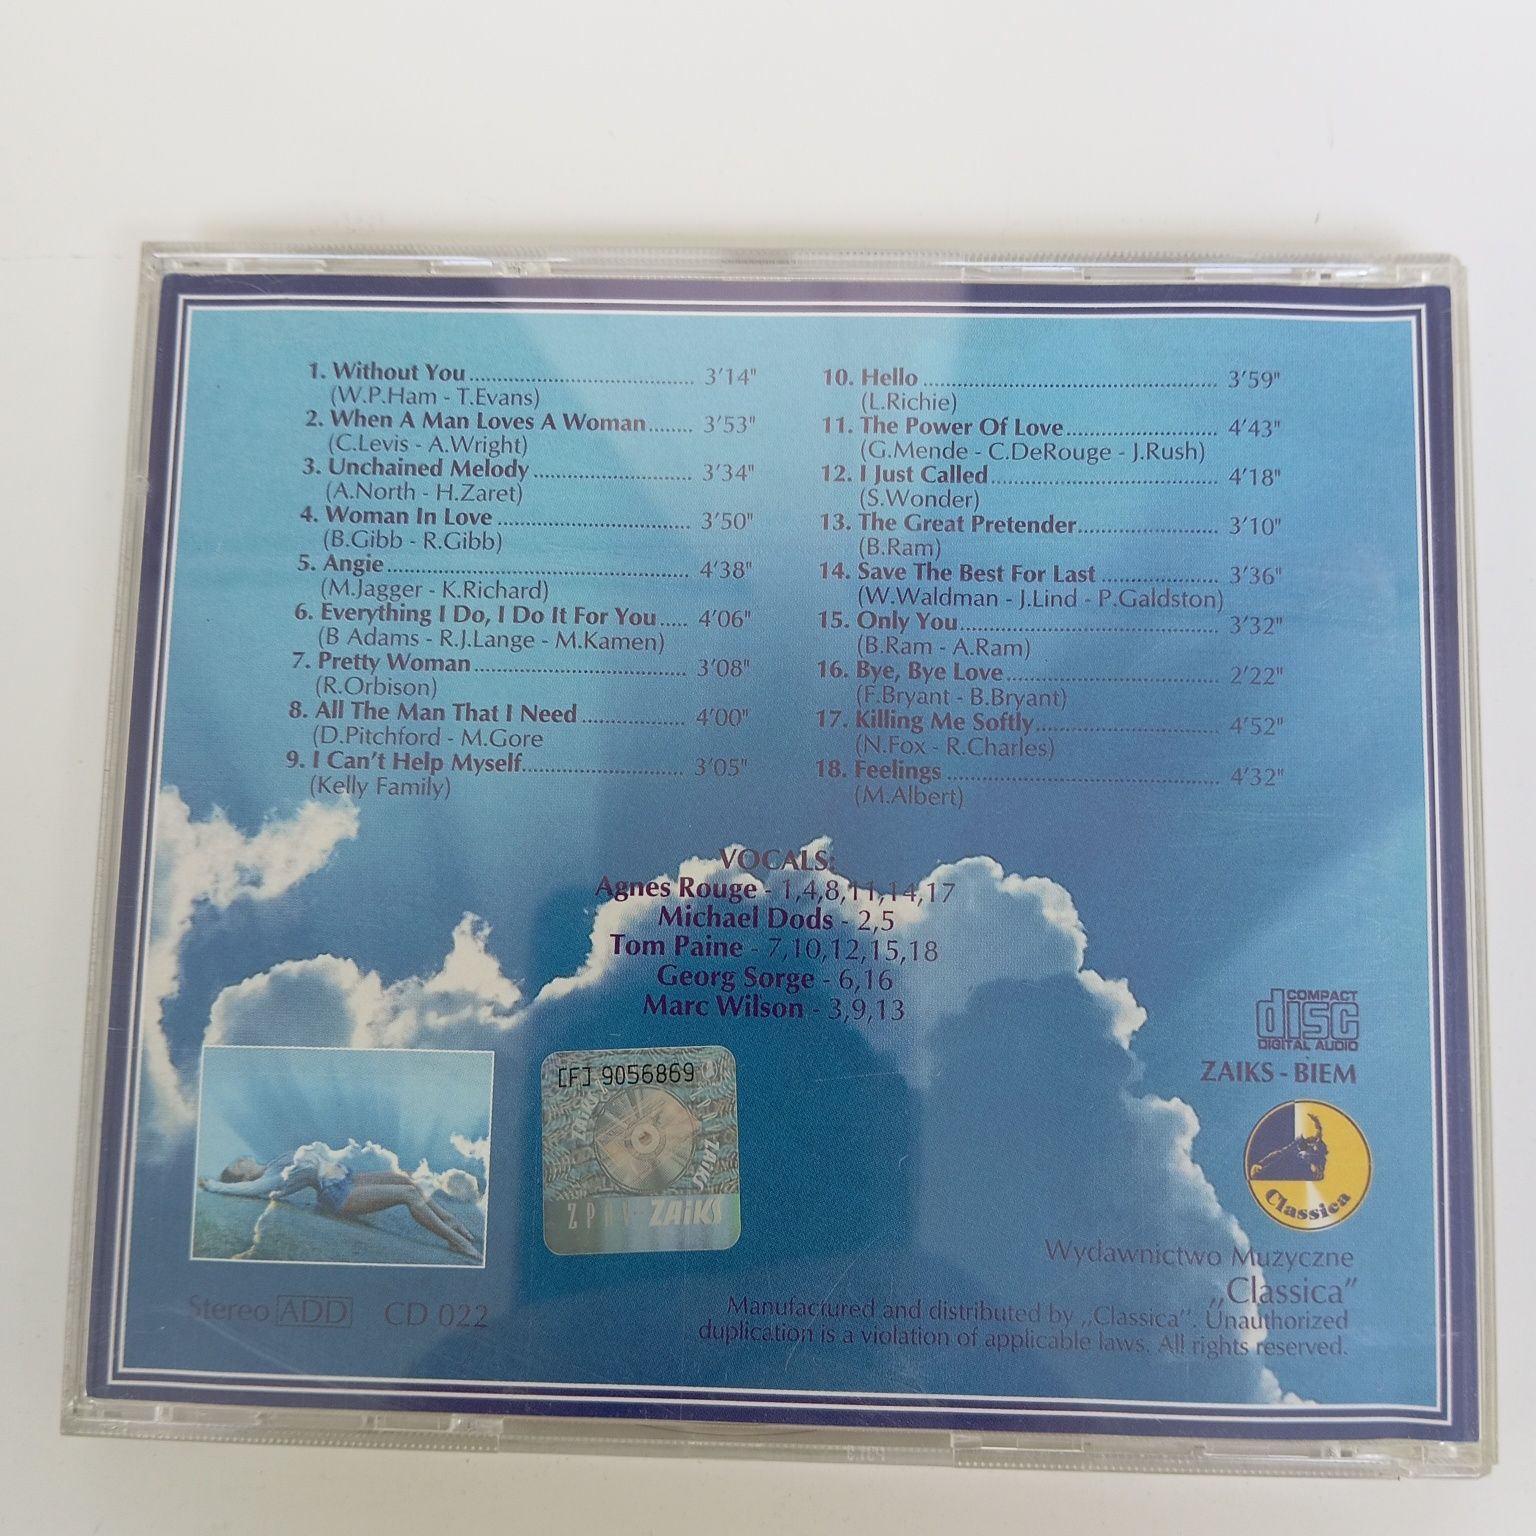 1. Without You ........ 3'14"
(W.P.Ham - T.Evans)
2. When A Man Loves A Woman ........ 3'53"
(C.Levis - A.Wright)
3. Unchained Melody ........ 3'34"
(A.North - H.Zaret)
4. Woman In Love ........ 3'50"
(B.Gibb - R.Gibb)
5. Angie ........ 4'38"
(M.Jagger - K.Richard)
6. Everything I Do, I Do It For You ..... 4'06"
(B Adams - R.J.Lange - M.Kamen)
7. Pretty Woman ........ 3'08"
(R.Orbison)
8. All The Man That I Need ........ 4'00"
(D.Pitchford - M.Gore
9. I Can't Help Myself ........ 3'05"
(Kelly Family)
10. Hello ........ 3'59"
(L.Richie)
11. The Power Of Love ........ 4'43"
(G.Mende - C.DeRouge - J.Rush)
12. I Just Called ........ 4'18"
(S.Wonder)
13. The Great Pretender ........ 3'10"
(B.Ram)
14. Save The Best For Last ........ 3'36"
(W.Waldman - J.Lind - P.Galdston)
15. Only You ........ 3'32"
(B.Ram - A.Ram)
16. Bye, Bye Love ........ 2'22"
(F.Bryant - B.Bryant)
17. Killing Me Softly ........ 4'52"
(N.Fox - R.Charles)
18. Feelings ........ 4'32"
(M.Albert)
VOCALS:
Agnes Rouge - 1,4,8,11,14,17
Michael Dods - 2,5
Tom Paine - 7,10,12,15,18
Georg Sorge - 6,16
Marc Wilson - 3,9,13
COMPACT
disc
DIGITAL AUDIO
ZAIKS - BIEM
[F] 9056869
ZAiKS
ZPAV ZAiKS
Classica
Wydawnictwo Muzyczne
„Classica”
Stereo ADD CD 022
Manufactured and distributed by „Classica”. Unauthorized
duplication is a violation of applicable laws. All rights reserved.